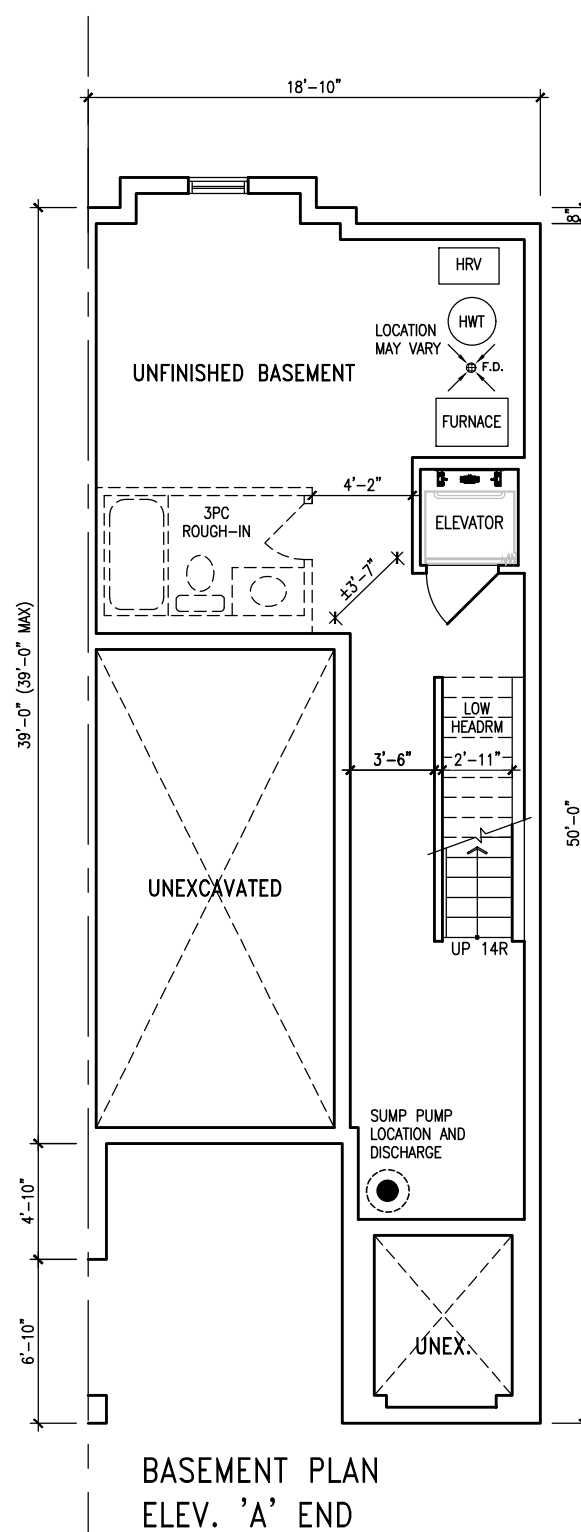 18'-10"
8"
HRV
HWT
LOCATION
MAY VARY
F.D.
UNFINISHED BASEMENT
FURNACE
4'-2"
3PC
ROUGH-IN
ELEVATOR
±3'-7"
39'-0" (39'-0" MAX)
LOW
HEADRM
3'-6"
2'-11"
50'-0"
UNEXCAVATED
UP 14R
SUMP PUMP
LOCATION AND
DISCHARGE
4'-10"
6'-10"
UNEX.
BASEMENT PLAN
ELEV. 'A' END